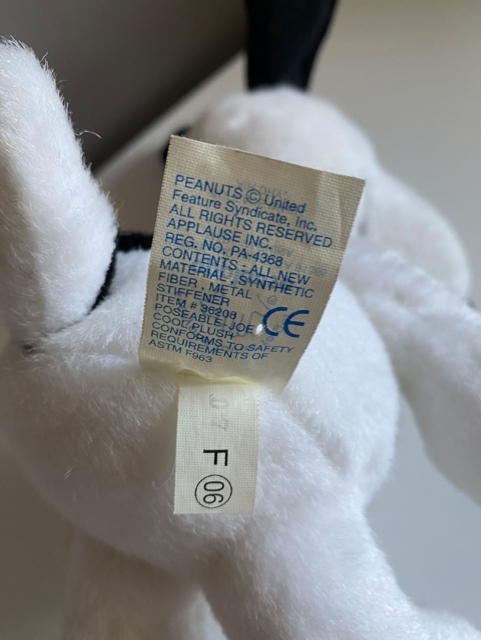 PEANUTS © United
Feature Syndicate, Inc.
ALL RIGHTS RESERVED
APPLAUSE INC.
REG. NO. PA-4368
CONTENTS: ALL NEW
MATERIAL, SYNTHETIC
FIBER, METAL
STIFFENER
ITEM # 36208
POSEABLE JOE
COOL PLUSH
CONFORMS TO SAFETY
REQUIREMENTS OF
ASTM F963
CE
07
F 06